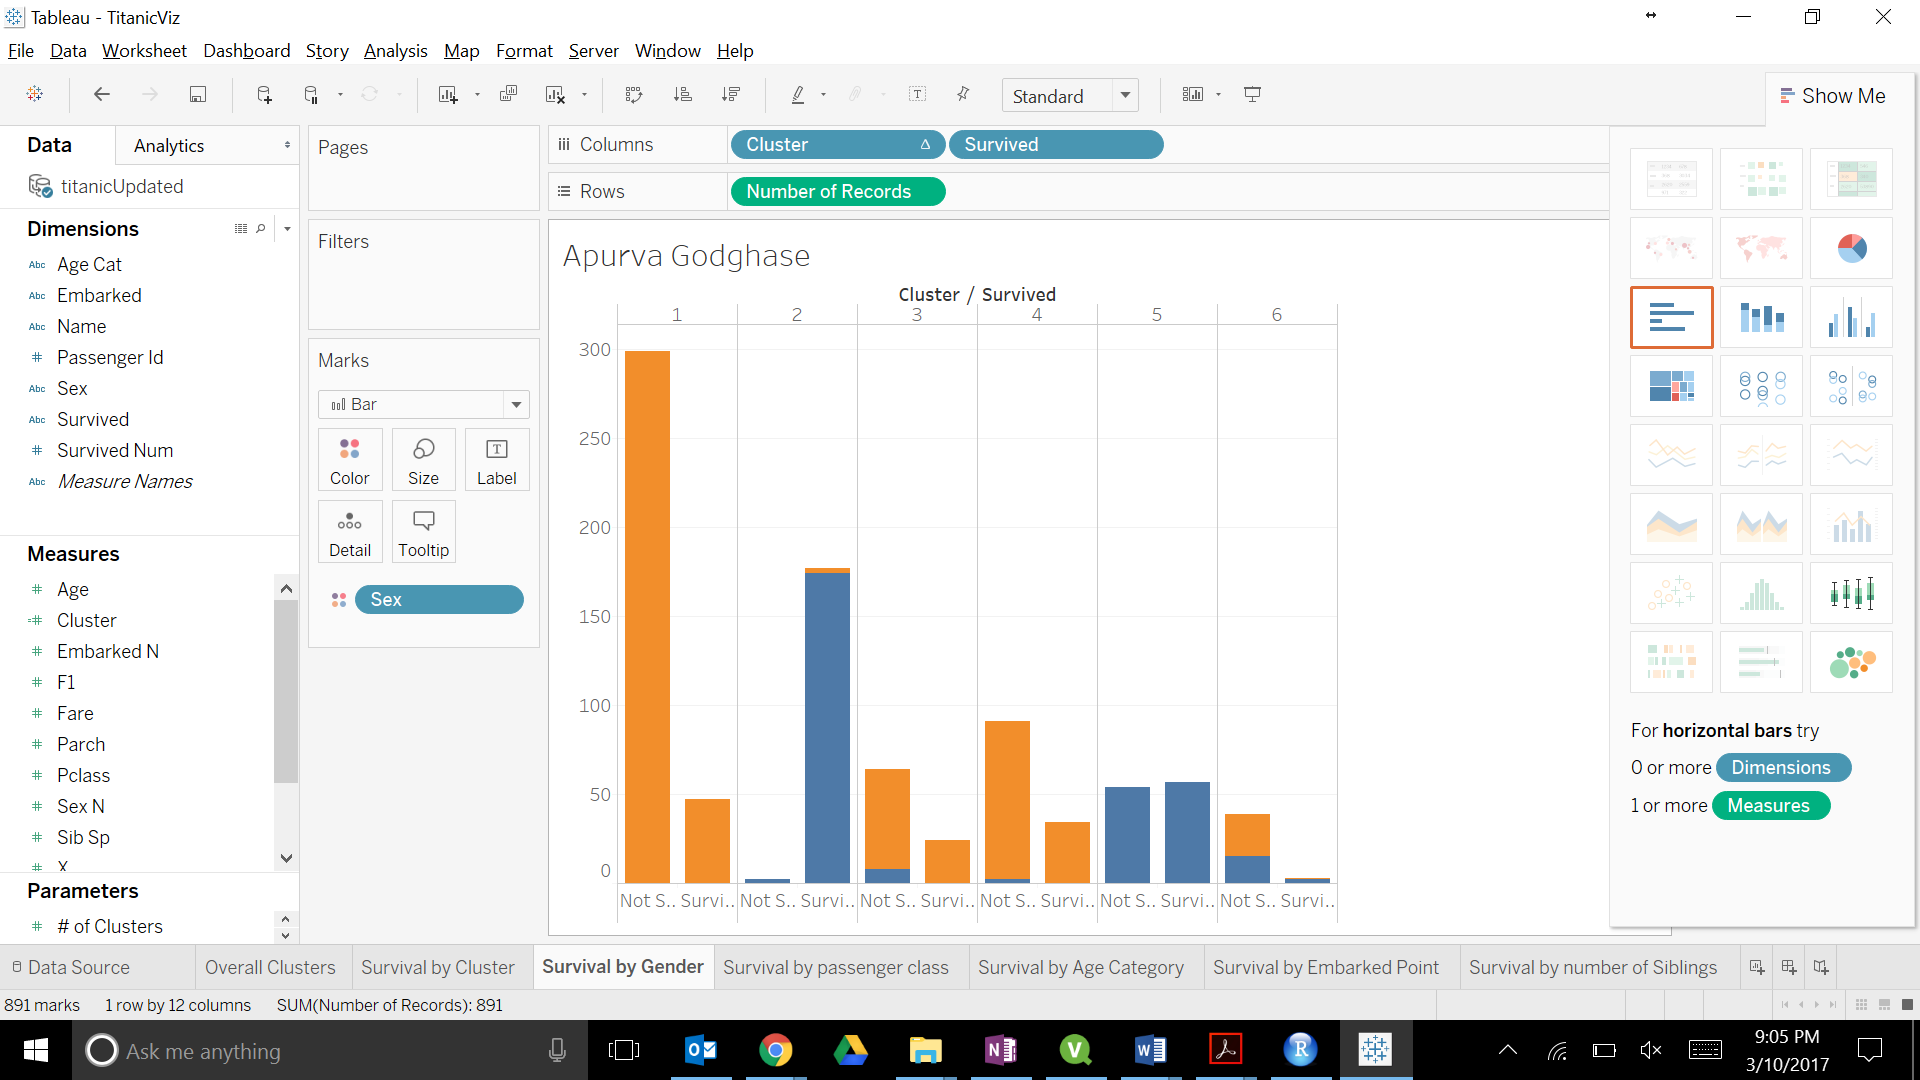 Tableau - TitanicViz
File Data Worksheet Dashboard Story Analysis Map Format Server Window Help
Standard
Show Me
Data Analytics
titanicUpdated
Dimensions
Abc Age Cat
Abc Embarked
Abc Name
# Passenger Id
Abc Sex
Abc Survived
# Survived Num
Abc Measure Names
Measures
# Age
=# Cluster
# Embarked N
# F1
# Fare
# Parch
# Pclass
# Sex N
# Sib Sp
# X
Parameters
# # of Clusters
Pages
Filters
Marks
Bar
Color Size Label
Detail Tooltip
Sex
Columns Cluster Δ Survived
Rows Number of Records
Apurva Godghase
Cluster / Survived
1 2 3 4 5 6
300
250
200
150
100
50
0
Not S.. Survi.. Not S.. Survi.. Not S.. Survi.. Not S.. Survi.. Not S.. Survi.. Not S.. Survi..
For horizontal bars try
0 or more Dimensions
1 or more Measures
Data Source Overall Clusters Survival by Cluster Survival by Gender Survival by passenger class Survival by Age Category Survival by Embarked Point Survival by number of Siblings
891 marks 1 row by 12 columns SUM(Number of Records): 891
Ask me anything
9:05 PM
3/10/2017